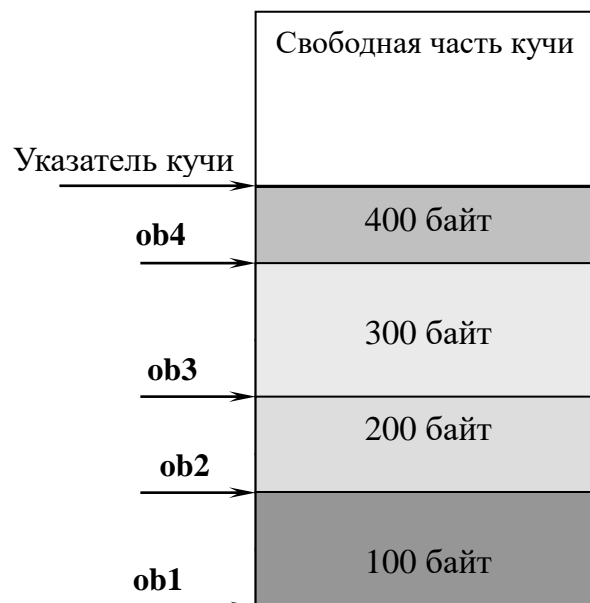 Свободная часть кучи
Указатель кучи
400 байт
ob4
300 байт
ob3
200 байт
ob2
100 байт
ob1